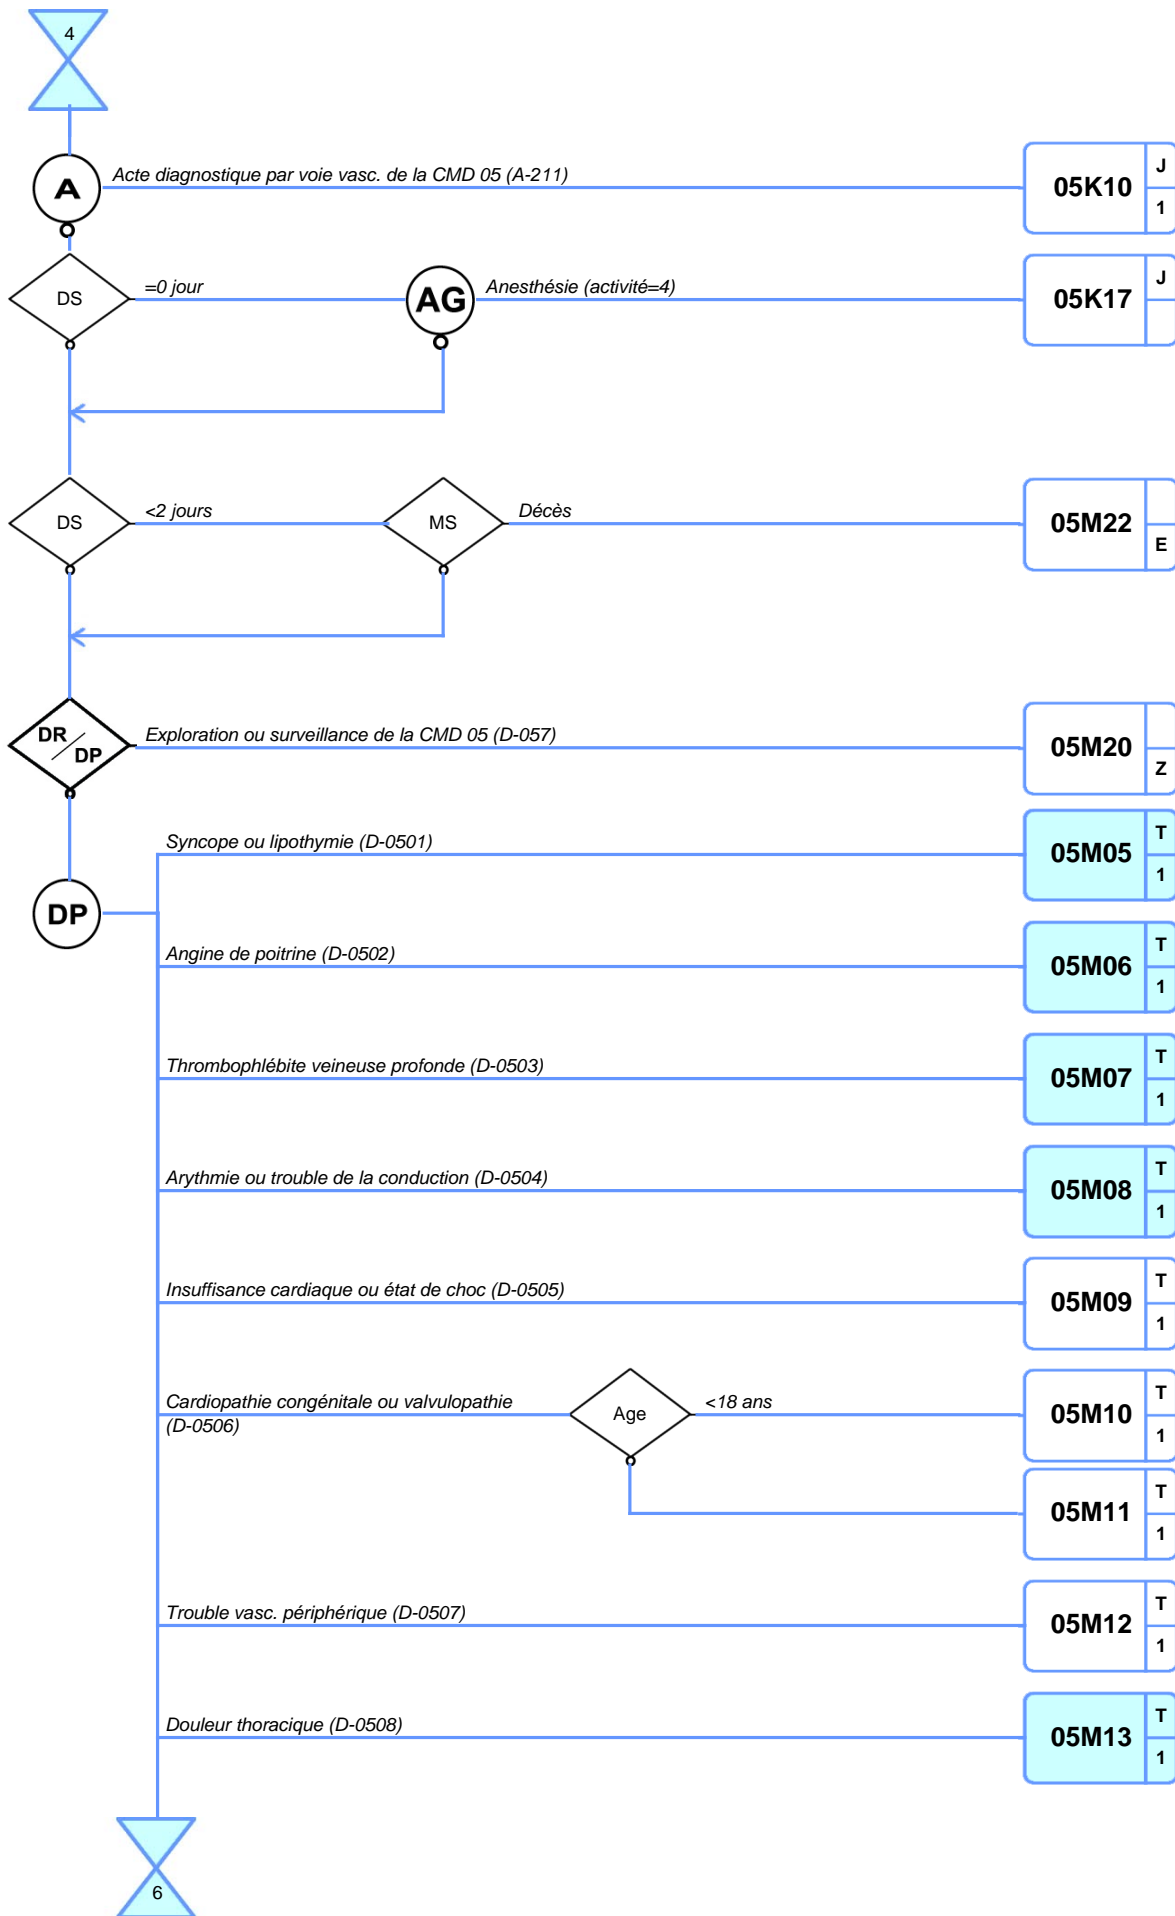 4
A
Acte diagnostique par voie vasc. de la CMD 05 (A-211)
05K10
J
1
DS
=0 jour
AG
Anesthésie (activité=4)
05K17
J
DS
<2 jours
MS
Décès
05M22
E
DR
DP
Exploration ou surveillance de la CMD 05 (D-057)
05M20
Z
DP
Syncope ou lipothymie (D-0501)
05M05
T
1
Angine de poitrine (D-0502)
05M06
T
1
Thrombophlébite veineuse profonde (D-0503)
05M07
T
1
Arythmie ou trouble de la conduction (D-0504)
05M08
T
1
Insuffisance cardiaque ou état de choc (D-0505)
05M09
T
1
Cardiopathie congénitale ou valvulopathie
(D-0506)
Age
<18 ans
05M10
T
1
05M11
T
1
Trouble vasc. périphérique (D-0507)
05M12
T
1
Douleur thoracique (D-0508)
05M13
T
1
6